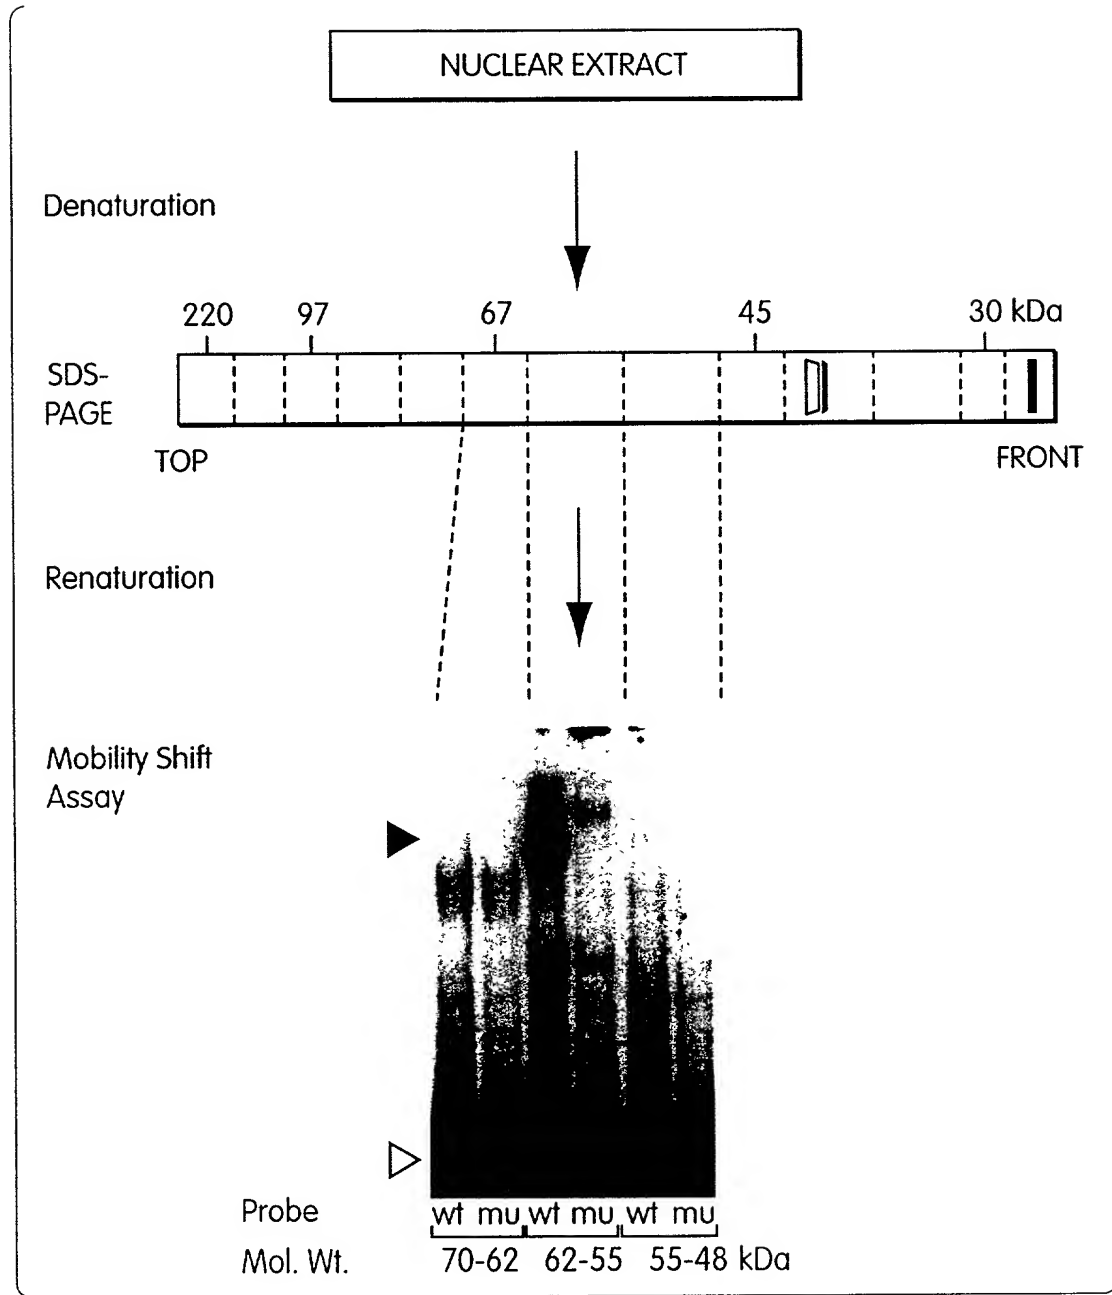 NUCLEAR EXTRACT
Denaturation
220 97 67 45 30 kDa
SDS-
PAGE
TOP FRONT
Renaturation
Mobility Shift
Assay
Probe wt mu wt mu wt mu
Mol. Wt. 70-62 62-55 55-48 kDa